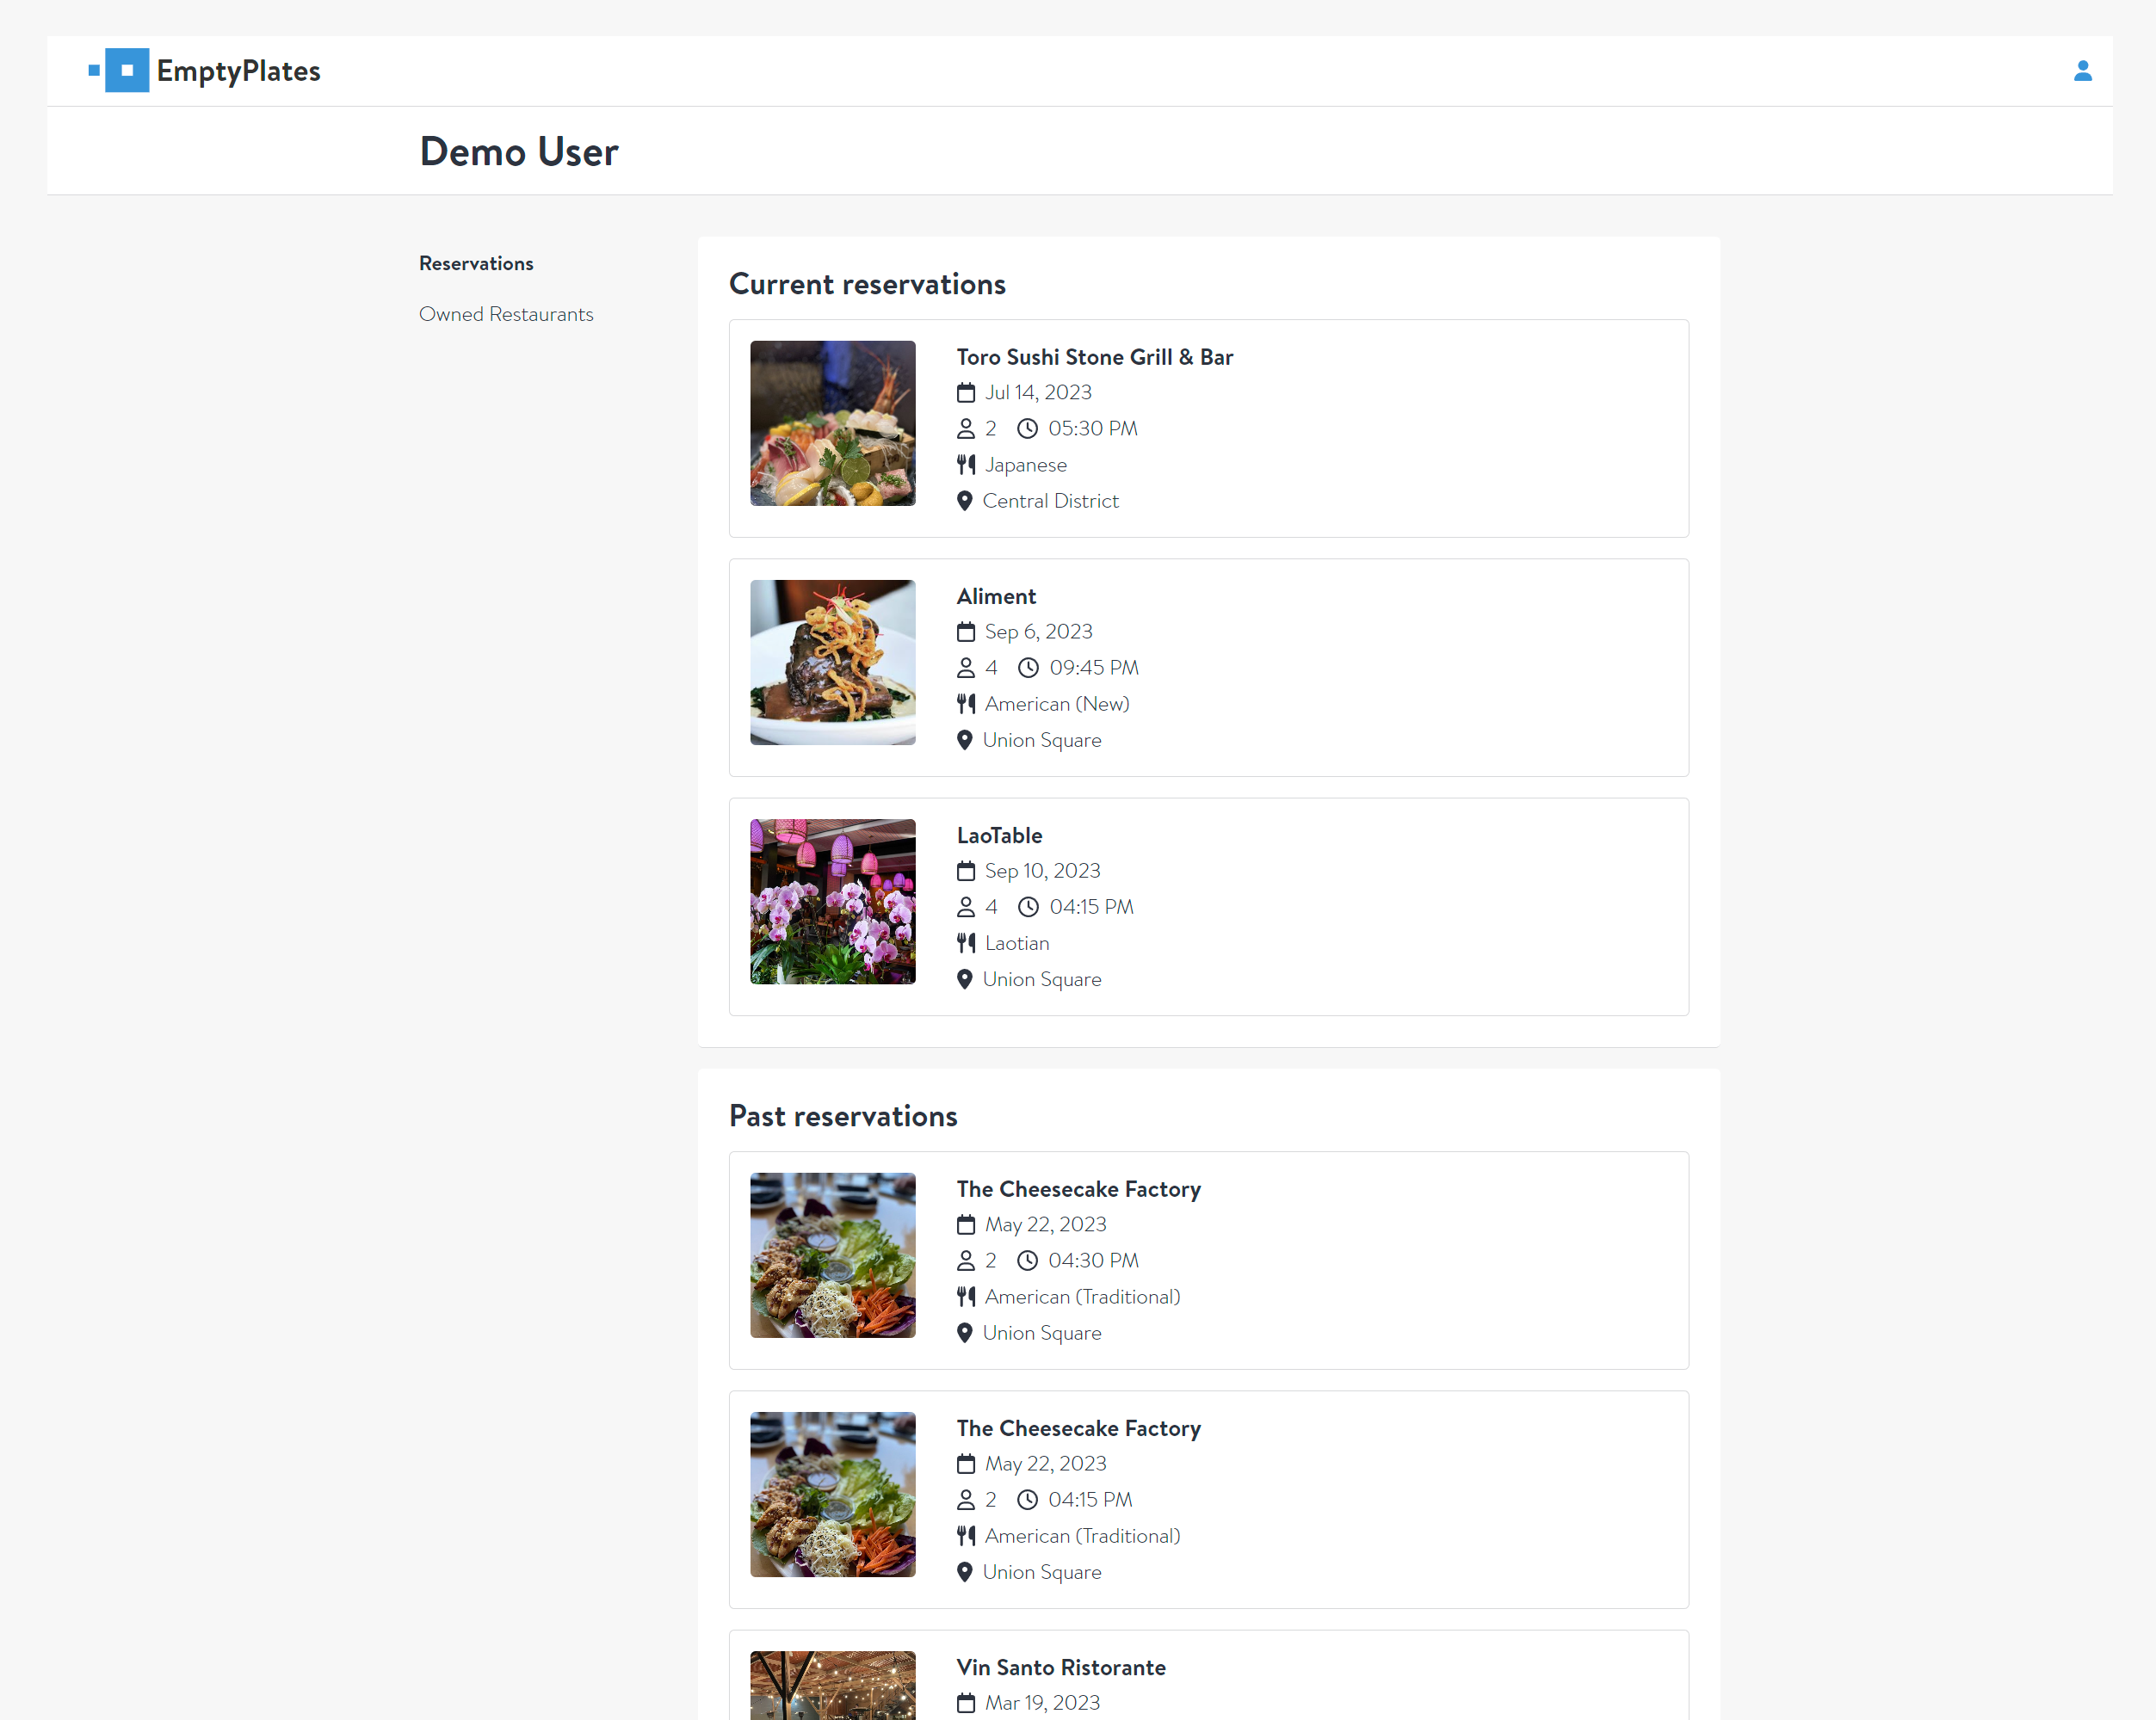 EmptyPlates
Demo User
Reservations
Owned Restaurants
Current reservations
Toro Sushi Stone Grill & Bar
Jul 14, 2023
2 05:30 PM
Japanese
Central District
Aliment
Sep 6, 2023
4 09:45 PM
American (New)
Union Square
LaoTable
Sep 10, 2023
4 04:15 PM
Laotian
Union Square
Past reservations
The Cheesecake Factory
May 22, 2023
2 04:30 PM
American (Traditional)
Union Square
The Cheesecake Factory
May 22, 2023
2 04:15 PM
American (Traditional)
Union Square
Vin Santo Ristorante
Mar 19, 2023